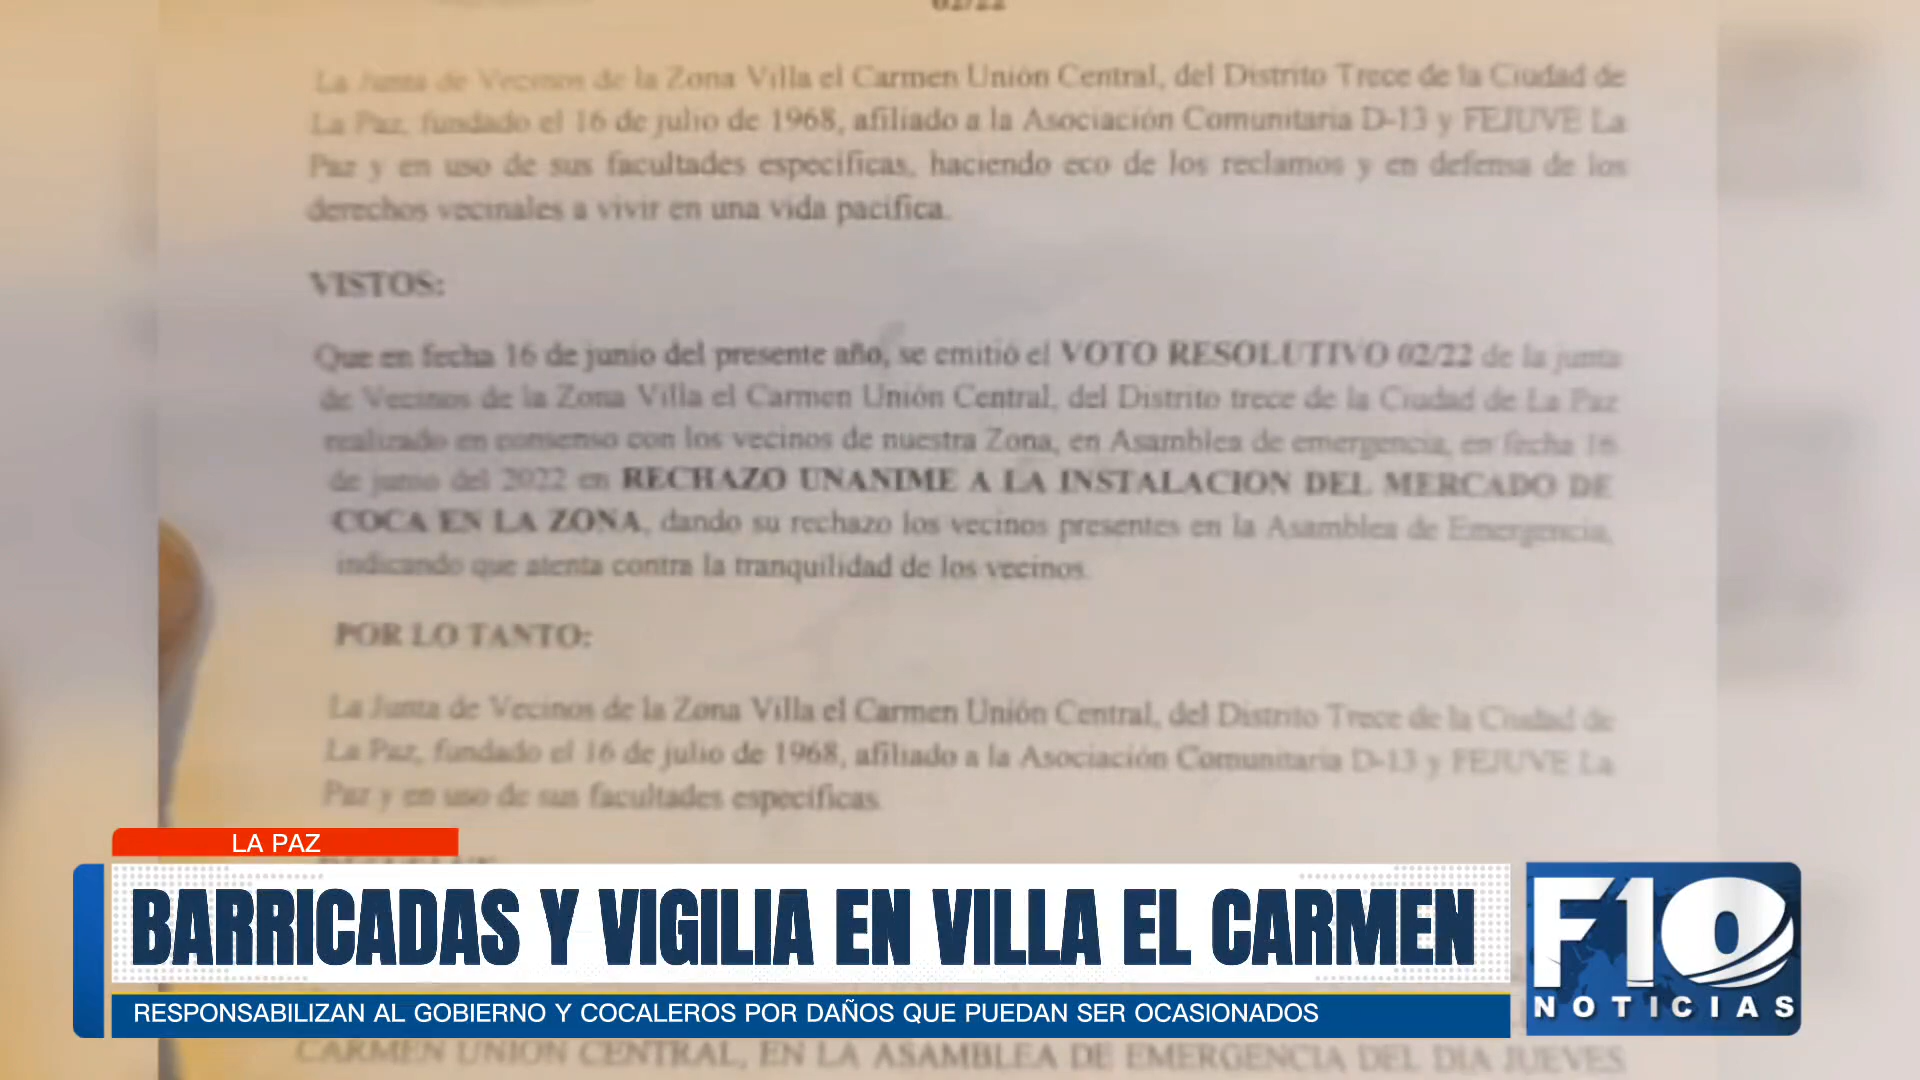 02/22
La Junta de Vecinos de la Zona Villa el Carmen Unión Central, del Distrito Trece de la Ciudad de
La Paz, fundado el 16 de julio de 1968, afiliado a la Asociación Comunitaria D-13 y FEJUVE La
Paz y en uso de sus facultades específicas, haciendo eco de los reclamos y en defensa de los
derechos vecinales a vivir en una vida pacífica.
VISTOS:
Que en fecha 16 de junio del presente año, se emitió el VOTO RESOLUTIVO 02/22 de la junta
de Vecinos de la Zona Villa el Carmen Unión Central, del Distrito trece de la Ciudad de La Paz
realizado en consenso con los vecinos de nuestra Zona, en Asamblea de emergencia, en fecha 16
de junio del 2022 en RECHAZO UNANIME A LA INSTALACION DEL MERCADO DE
COCA EN LA ZONA, dando su rechazo los vecinos presentes en la Asamblea de Emergencia,
indicando que atenta contra la tranquilidad de los vecinos.
POR LO TANTO:
La Junta de Vecinos de la Zona Villa el Carmen Unión Central, del Distrito Trece de la Ciudad de
La Paz, fundado el 16 de julio de 1968, afiliado a la Asociación Comunitaria D-13 y FEJUVE La
Paz y en uso de sus facultades específicas.
LA PAZ
BARRICADAS Y VIGILIA EN VILLA EL CARMEN
RESPONSABILIZAN AL GOBIERNO Y COCALEROS POR DAÑOS QUE PUEDAN SER OCASIONADOS
F10
NOTICIAS
CARMEN UNION CENTRAL, EN LA ASAMBLEA DE EMERGENCIA DEL DIA JUEVES